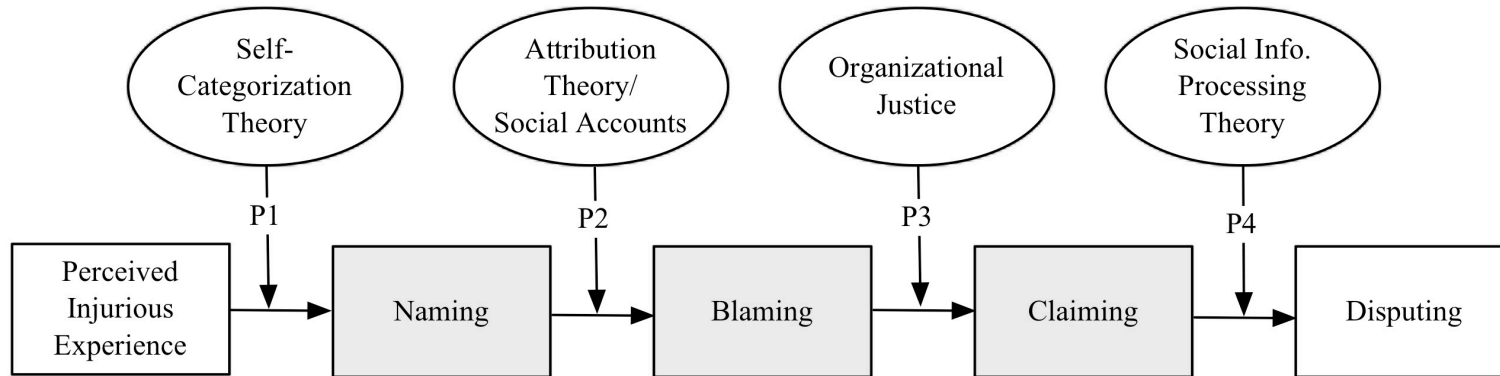 Self-
Categorization
Theory
Attribution
Theory/
Social Accounts
Organizational
Justice
Social Info.
Processing
Theory
P1
P2
P3
P4
Perceived
Injurious
Experience
Naming
Blaming
Claiming
Disputing